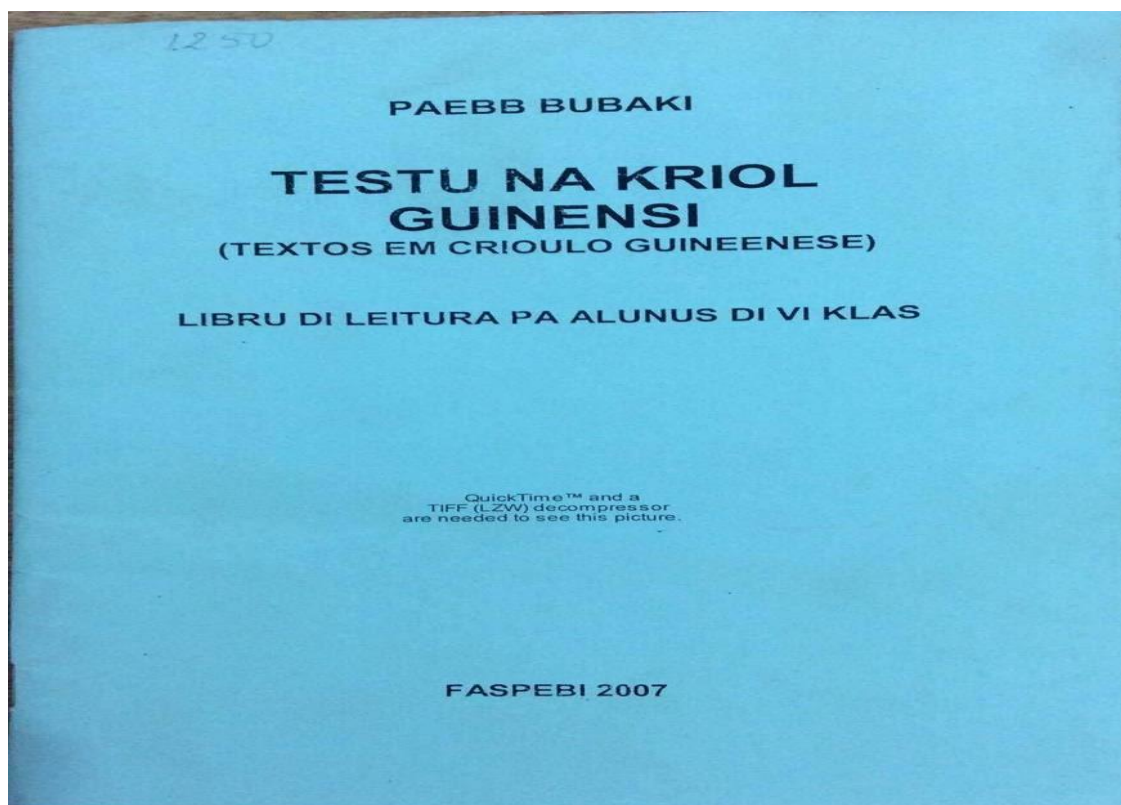 1250
PAEBB BUBAKI
TESTU NA KRIOL
GUINENSI
(TEXTOS EM CRIOULO GUINEENESE)
LIBRU DI LEITURA PA ALUNUS DI VI KLAS
QuickTime™ and a
TIFF (LZW) decompressor
are needed to see this picture.
FASPEBI 2007